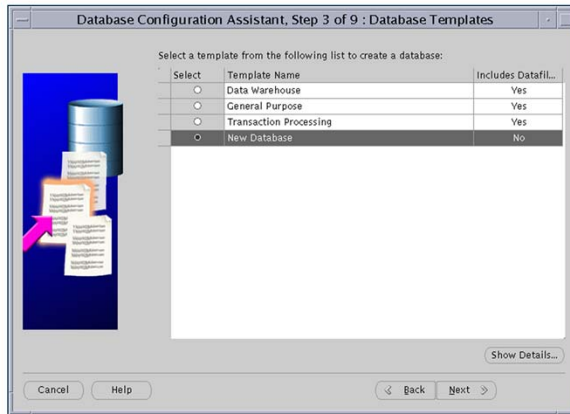 Database Configuration Assistant, Step 3 of 9 : Database Templates
Select a template from the following list to create a database:
Select Template Name Includes Datafil...
Data Warehouse Yes
General Purpose Yes
Transaction Processing Yes
New Database No
Show Details...
Cancel Help Back Next